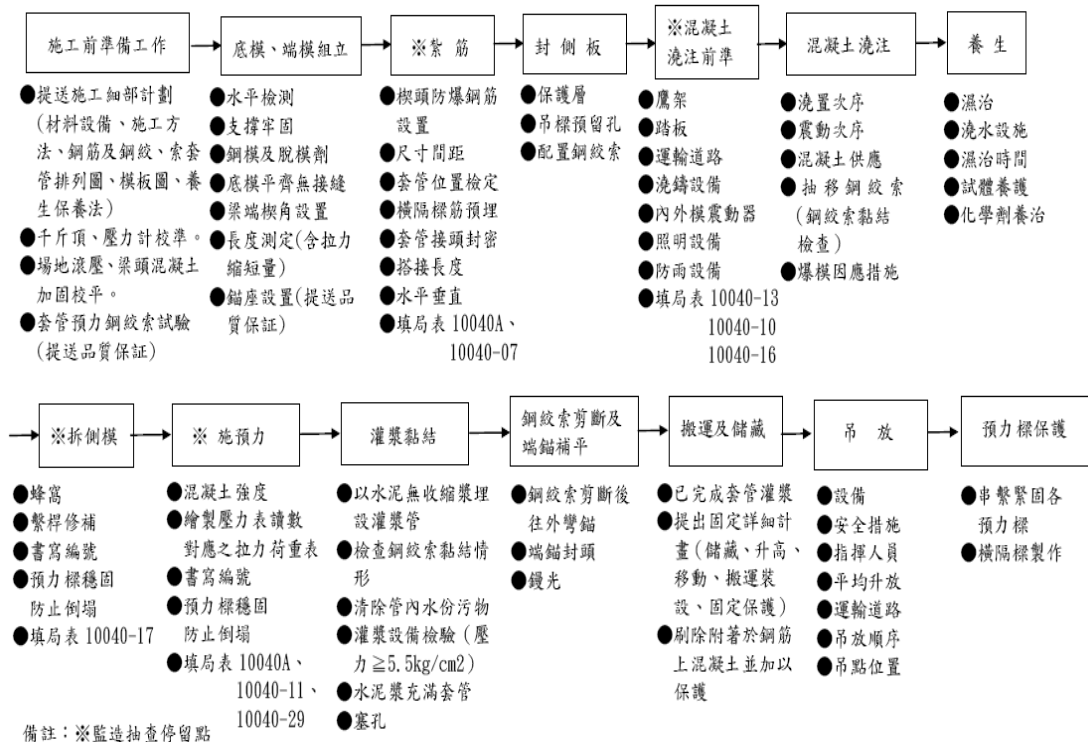 施工前準備工作
●提送施工細部計劃
(材料設備、施工方
法、鋼筋及鋼絞、索套
管排列圖、模板圖、養
生保養法)
●千斤頂、壓力計校準。
●場地滾壓、梁頭混凝土
加固校平。
●套管預力鋼絞索試驗
(提送品質保証)
底模、端模組立
●水平檢測
●支撐牢固
●鋼模及脫模劑
●底模平齊無接縫
●梁端楔角設置
●長度測定(含拉力
縮短量)
●錨座設置(提送品
質保証)
※紮筋
●楔頭防爆鋼筋
設置
●尺寸間距
●套管位置檢定
●橫隔樑筋預埋
●套管接頭封密
●搭接長度
●水平垂直
●填局表 10040A、
10040-07
封側板
●保護層
●吊樑預留孔
●配置鋼絞索
※混凝土
澆注前準
●鷹架
●踏板
●運輸道路
●澆鑄設備
●內外模震動器
●照明設備
●防雨設備
●填局表 10040-13
10040-10
10040-16
混凝土澆注
●澆置次序
●震動次序
●混凝土供應
●抽移鋼絞索
(鋼絞索黏結
檢查)
●爆模因應措施
養生
●濕治
●澆水設施
●濕治時間
●試體養護
●化學劑養治
※拆側模
●蜂窩
●繫桿修補
●書寫編號
●預力樑穩固
防止倒塌
●填局表 10040-17
※ 施預力
●混凝土強度
●繪製壓力表讀數
對應之拉力荷重表
●書寫編號
●預力樑穩固
防止倒塌
●填局表 10040A、
10040-11、
10040-29
灌漿黏結
●以水泥無收縮漿埋
設灌漿管
●檢查鋼絞索黏結情
形
●清除管內水份污物
●灌漿設備檢驗(壓
力≧5.5kg/cm2)
●水泥漿充滿套管
●塞孔
鋼絞索剪斷及
端錨補平
●鋼絞索剪斷後
往外彎錨
●端錨封頭
●鏝光
搬運及儲藏
●已完成套管灌漿
●提出固定詳細計
畫(儲藏、升高、
移動、搬運裝
設、固定保護)
●刷除附著於鋼筋
上混凝土並加以
保護
吊 放
●設備
●安全措施
●指揮人員
●平均升放
●運輸道路
●吊放順序
●吊點位置
預力樑保護
●串繫緊固各
預力樑
●橫隔樑製作
備註：※監造抽查停留點